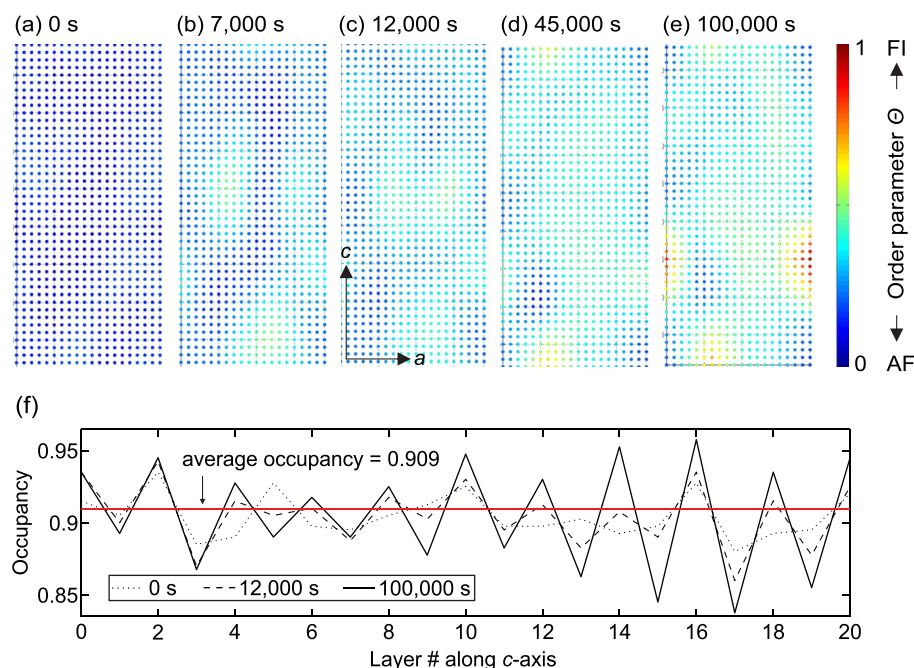 (a) 0 s
(b) 7,000 s
(c) 12,000 s
(d) 45,000 s
(e) 100,000 s
c
a
1
0
FI
Order parameter Θ
AF
(f)
0.95
0.9
0.85
Occupancy
average occupancy = 0.909
0 s
12,000 s
100,000 s
0 2 4 6 8 10 12 14 16 18 20
Layer # along c-axis